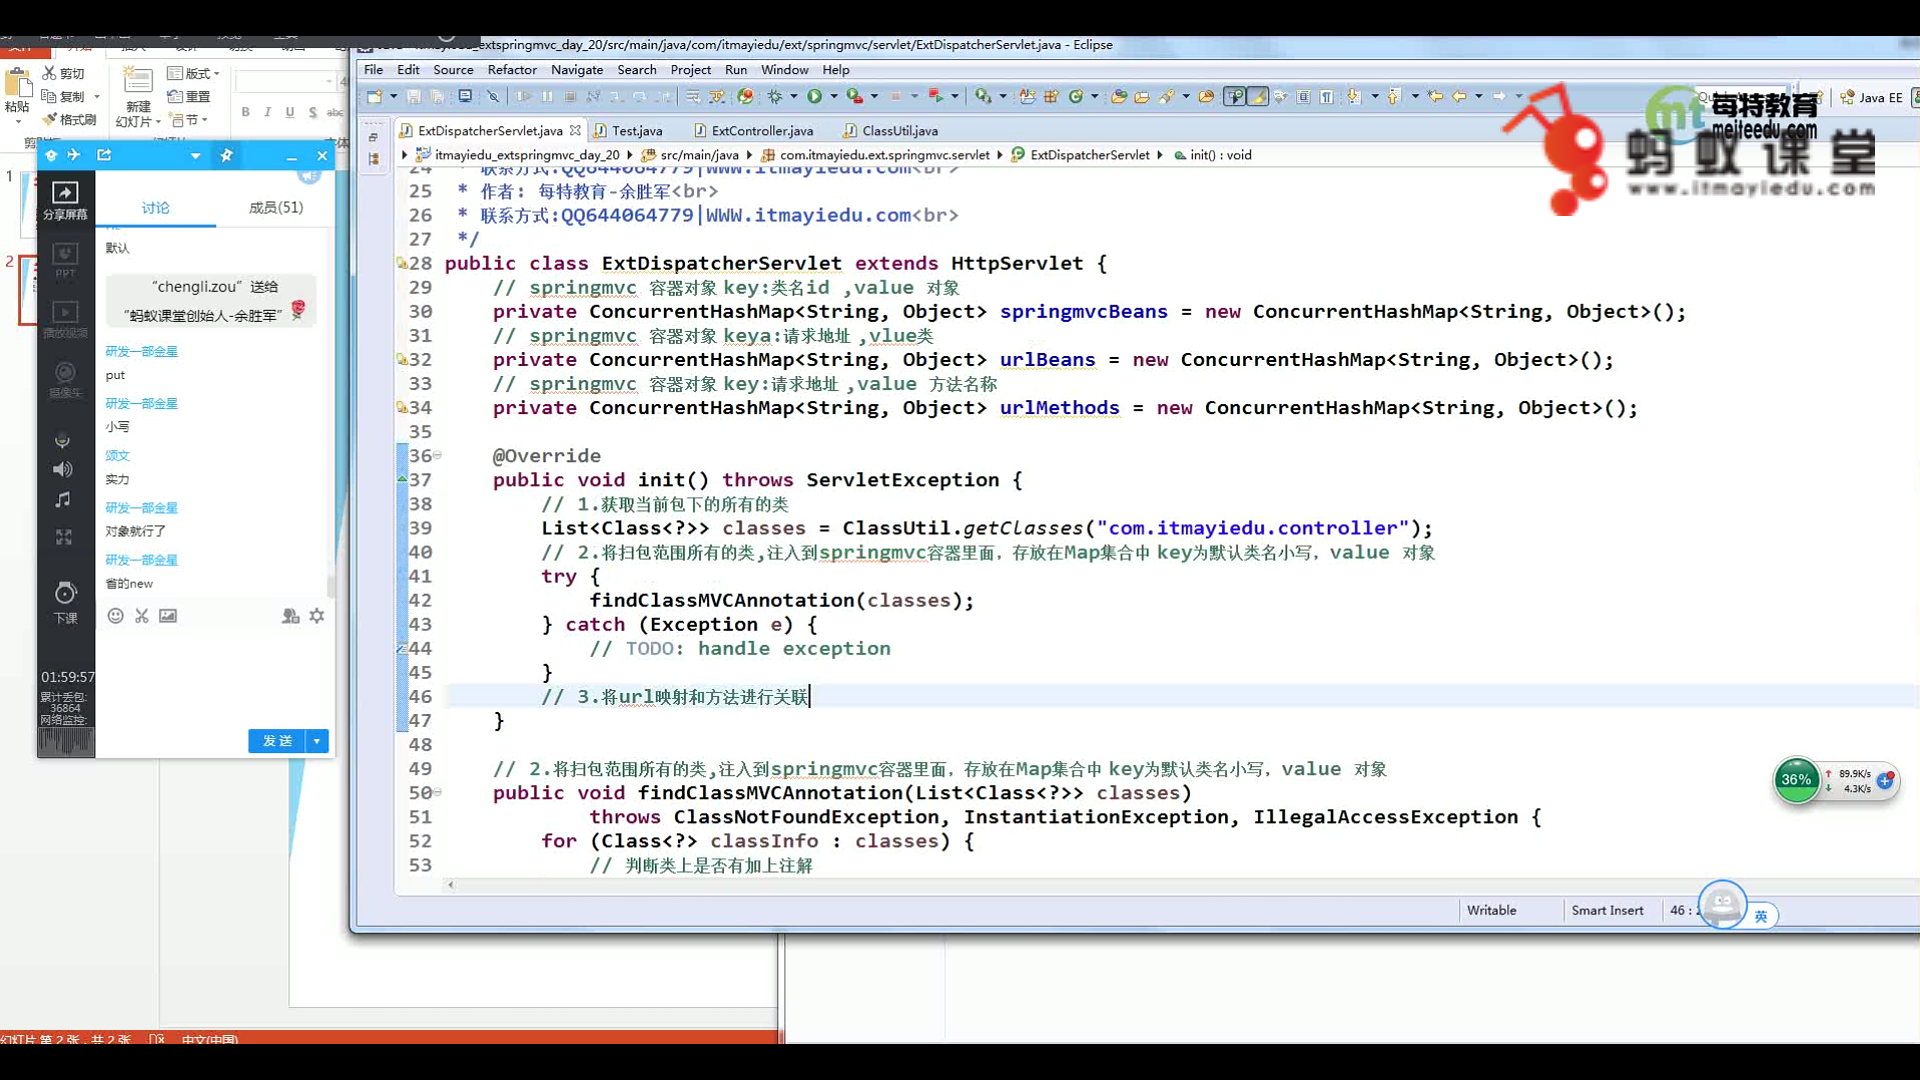 _extspringmvc_day_20/src/main/java/com/itmayiedu/ext/springmvc/servlet/ExtDispatcherServlet.java - Eclipse
File Edit Source Refactor Navigate Search Project Run Window Help
剪切
版式
复制
重置
粘贴
新建
幻灯片
节
格式刷
B I U S abc
Java EE
每特教育
meiteedu.com
蚂蚁课堂
www.itmayiedu.com
ExtDispatcherServlet.java
Test.java
ExtController.java
ClassUtil.java
itmayiedu_extspringmvc_day_20
src/main/java
com.itmayiedu.ext.springmvc.servlet
ExtDispatcherServlet
init() : void
1
2
分享屏幕
PPT
播放视频
摄像头
下课
01:59:57
累计丢包:
36864
网络监控:
讨论
成员(51)
默认
“chengli.zou” 送给
“蚂蚁课堂创始人-余胜军”
研发一部金星
put
研发一部金星
小写
颂文
实力
研发一部金星
对象就行了
研发一部金星
省的new
发 送
24 * 联系方式:QQ644064779|WWW.itmayiedu.com<br>
25 * 作者: 每特教育-余胜军<br>
26 * 联系方式:QQ644064779|WWW.itmayiedu.com<br>
27 */
28 public class ExtDispatcherServlet extends HttpServlet {
29 // springmvc 容器对象 key:类名id ,value 对象
30 private ConcurrentHashMap<String, Object> springmvcBeans = new ConcurrentHashMap<String, Object>();
31 // springmvc 容器对象 keya:请求地址 ,vlue类
32 private ConcurrentHashMap<String, Object> urlBeans = new ConcurrentHashMap<String, Object>();
33 // springmvc 容器对象 key:请求地址 ,value 方法名称
34 private ConcurrentHashMap<String, Object> urlMethods = new ConcurrentHashMap<String, Object>();
35
36 @Override
37 public void init() throws ServletException {
38 // 1.获取当前包下的所有的类
39 List<Class<?>> classes = ClassUtil.getClasses("com.itmayiedu.controller");
40 // 2.将扫包范围所有的类,注入到springmvc容器里面，存放在Map集合中 key为默认类名小写，value 对象
41 try {
42 findClassMVCAnnotation(classes);
43 } catch (Exception e) {
44 // TODO: handle exception
45 }
46 // 3.将url映射和方法进行关联
47 }
48
49 // 2.将扫包范围所有的类,注入到springmvc容器里面，存放在Map集合中 key为默认类名小写，value 对象
50 public void findClassMVCAnnotation(List<Class<?>> classes)
51 throws ClassNotFoundException, InstantiationException, IllegalAccessException {
52 for (Class<?> classInfo : classes) {
53 // 判断类上是否有加上注解
36%
89.9K/s
4.3K/s
Writable
Smart Insert
46 :
英
幻灯片 第 2 张，共 2 张
中文(中国)